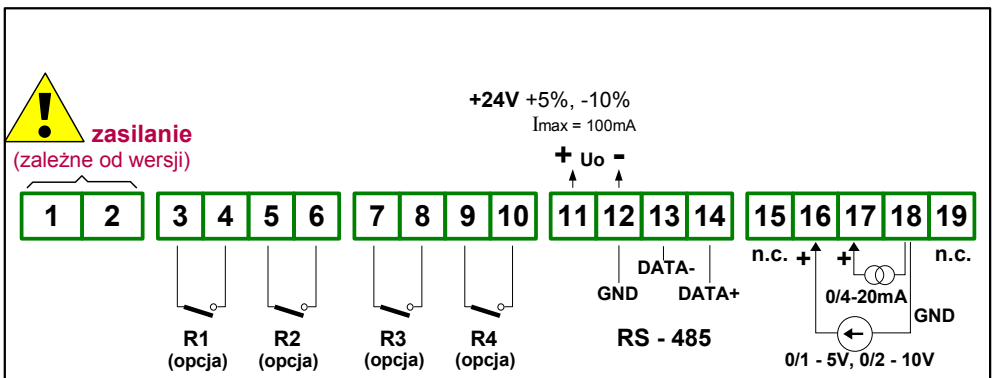 +24V +5%, -10%
Imax = 100mA
!
zasilanie
(zależne od wersji)
+ Uo -
1 2 3 4 5 6 7 8 9 10 11 12 13 14 15 16 17 18 19
n.c. + + n.c.
DATA-
GND DATA+
0/4-20mA
GND
R1 R2 R3 R4 RS - 485
(opcja) (opcja) (opcja) (opcja)
0/1 - 5V, 0/2 - 10V